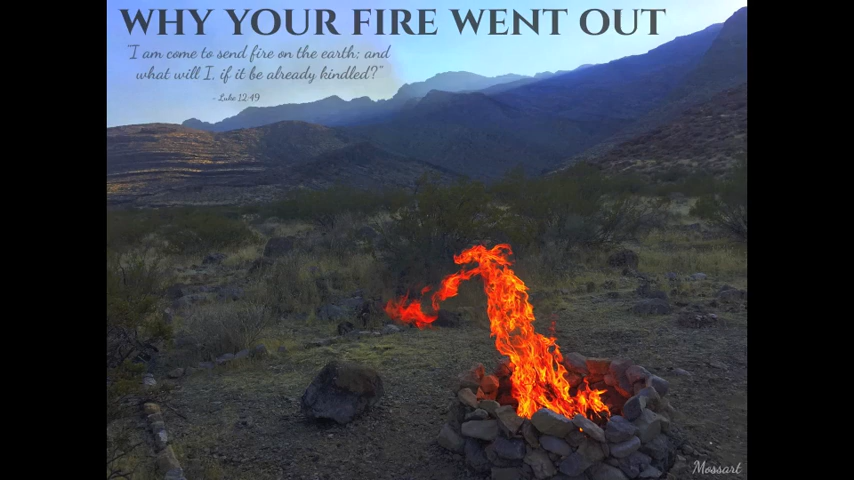 WHY YOUR FIRE WENT OUT
"I am come to send fire on the earth; and
what will I, if it be already kindled?"
- Luke 12:49
Mossart